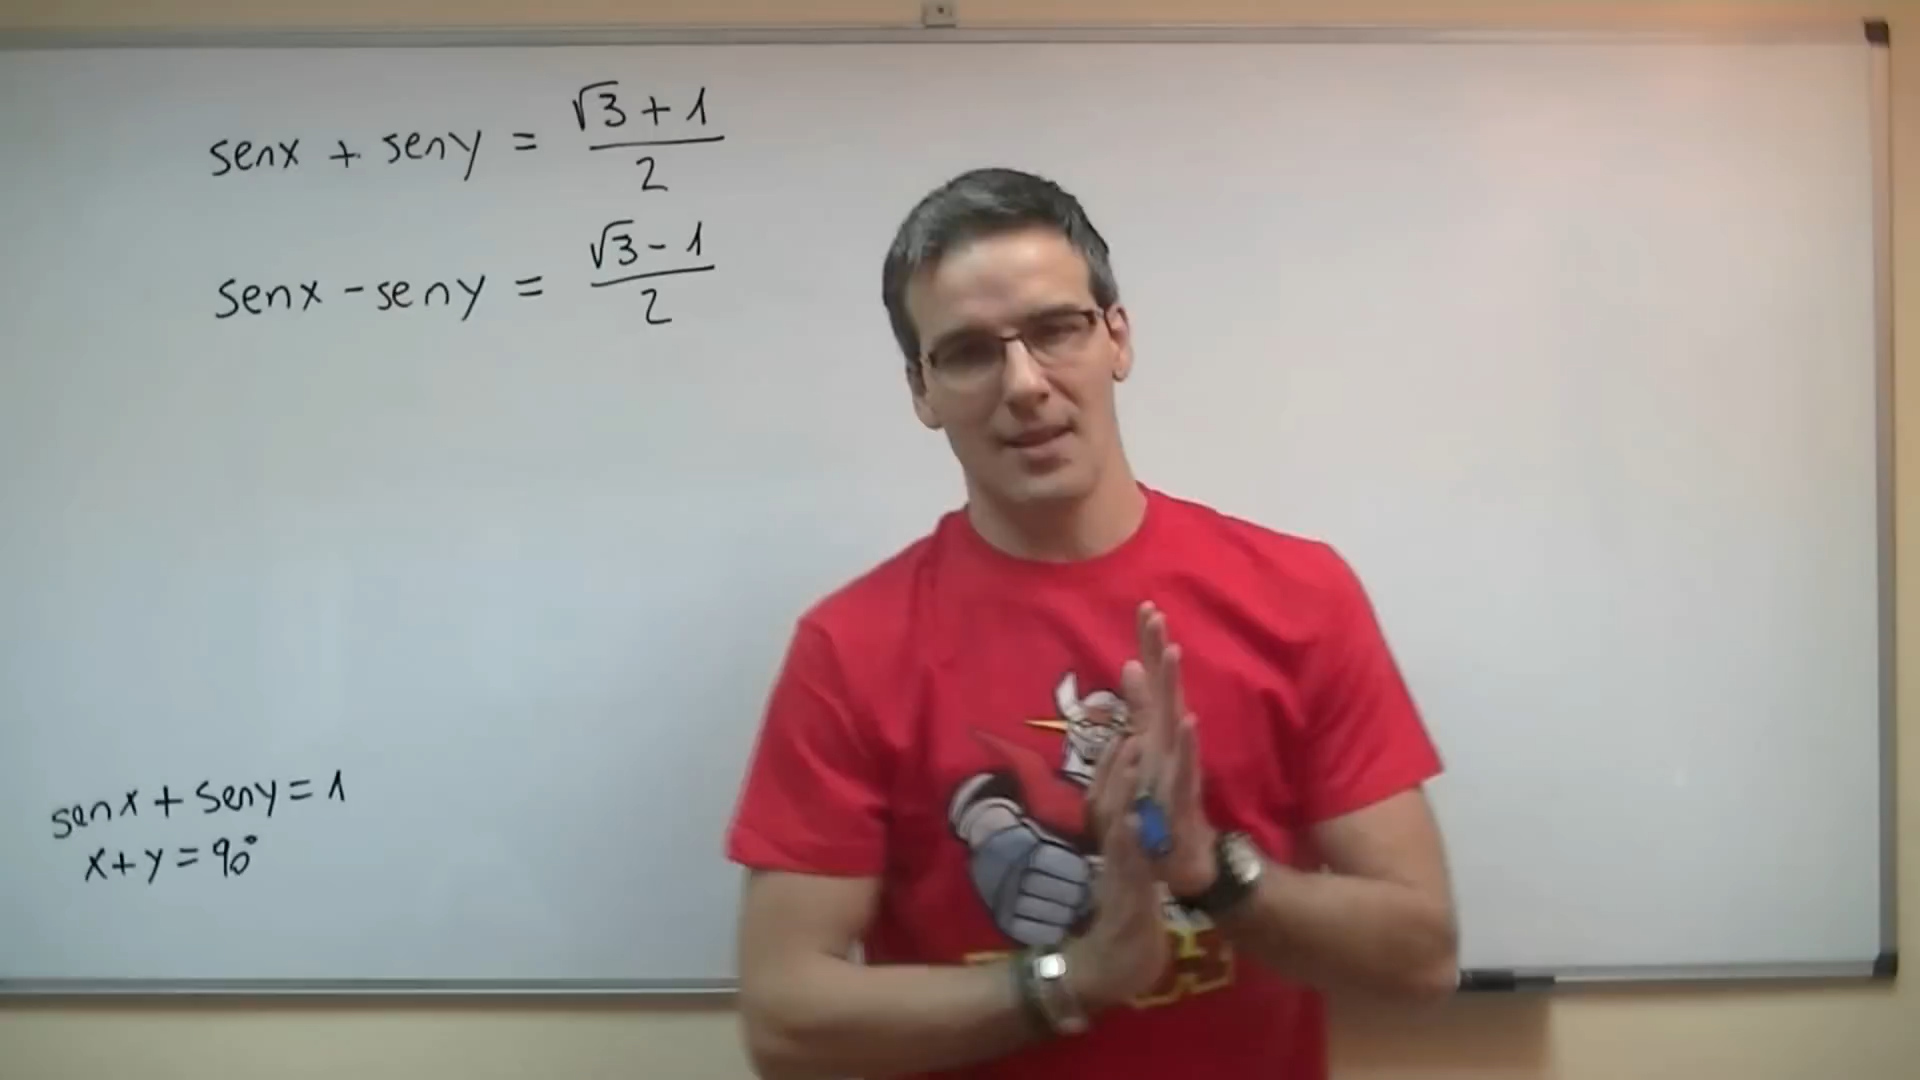 senx + seny = (√3 + 1)/2
senx - seny = (√3 - 1)/2
senx + seny = 1
x + y = 90°